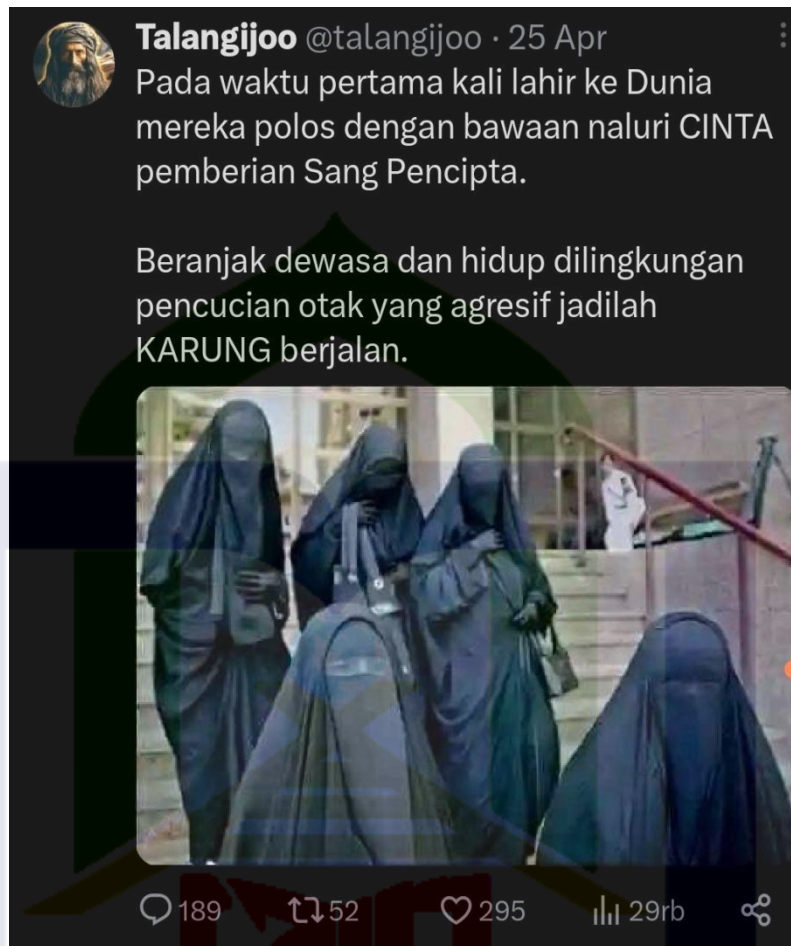 Talangijoo @talangijoo · 25 Apr
Pada waktu pertama kali lahir ke Dunia
mereka polos dengan bawaan naluri CINTA
pemberian Sang Pencipta.
Beranjak dewasa dan hidup dilingkungan
pencucian otak yang agresif jadilah
KARUNG berjalan.
189 52 295 29rb